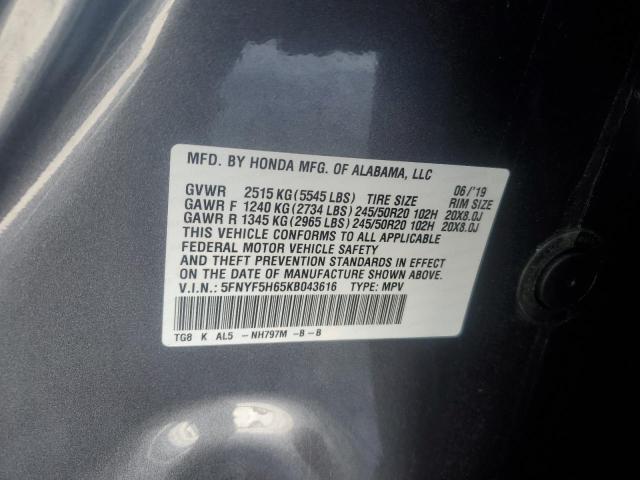 MFD. BY HONDA MFG. OF ALABAMA, LLC
06/'19
GVWR 2515 KG (5545 LBS) TIRE SIZE RIM SIZE
GAWR F 1240 KG (2734 LBS) 245/50R20 102H 20X8.0J
GAWR R 1345 KG (2965 LBS) 245/50R20 102H 20X8.0J
THIS VEHICLE CONFORMS TO ALL APPLICABLE
FEDERAL MOTOR VEHICLE SAFETY
AND THEFT PREVENTION STANDARDS IN EFFECT
ON THE DATE OF MANUFACTURE SHOWN ABOVE.
V.I.N.: 5FNYF5H65KB043616 TYPE: MPV
TG8 K AL5 -NH797M -B-B